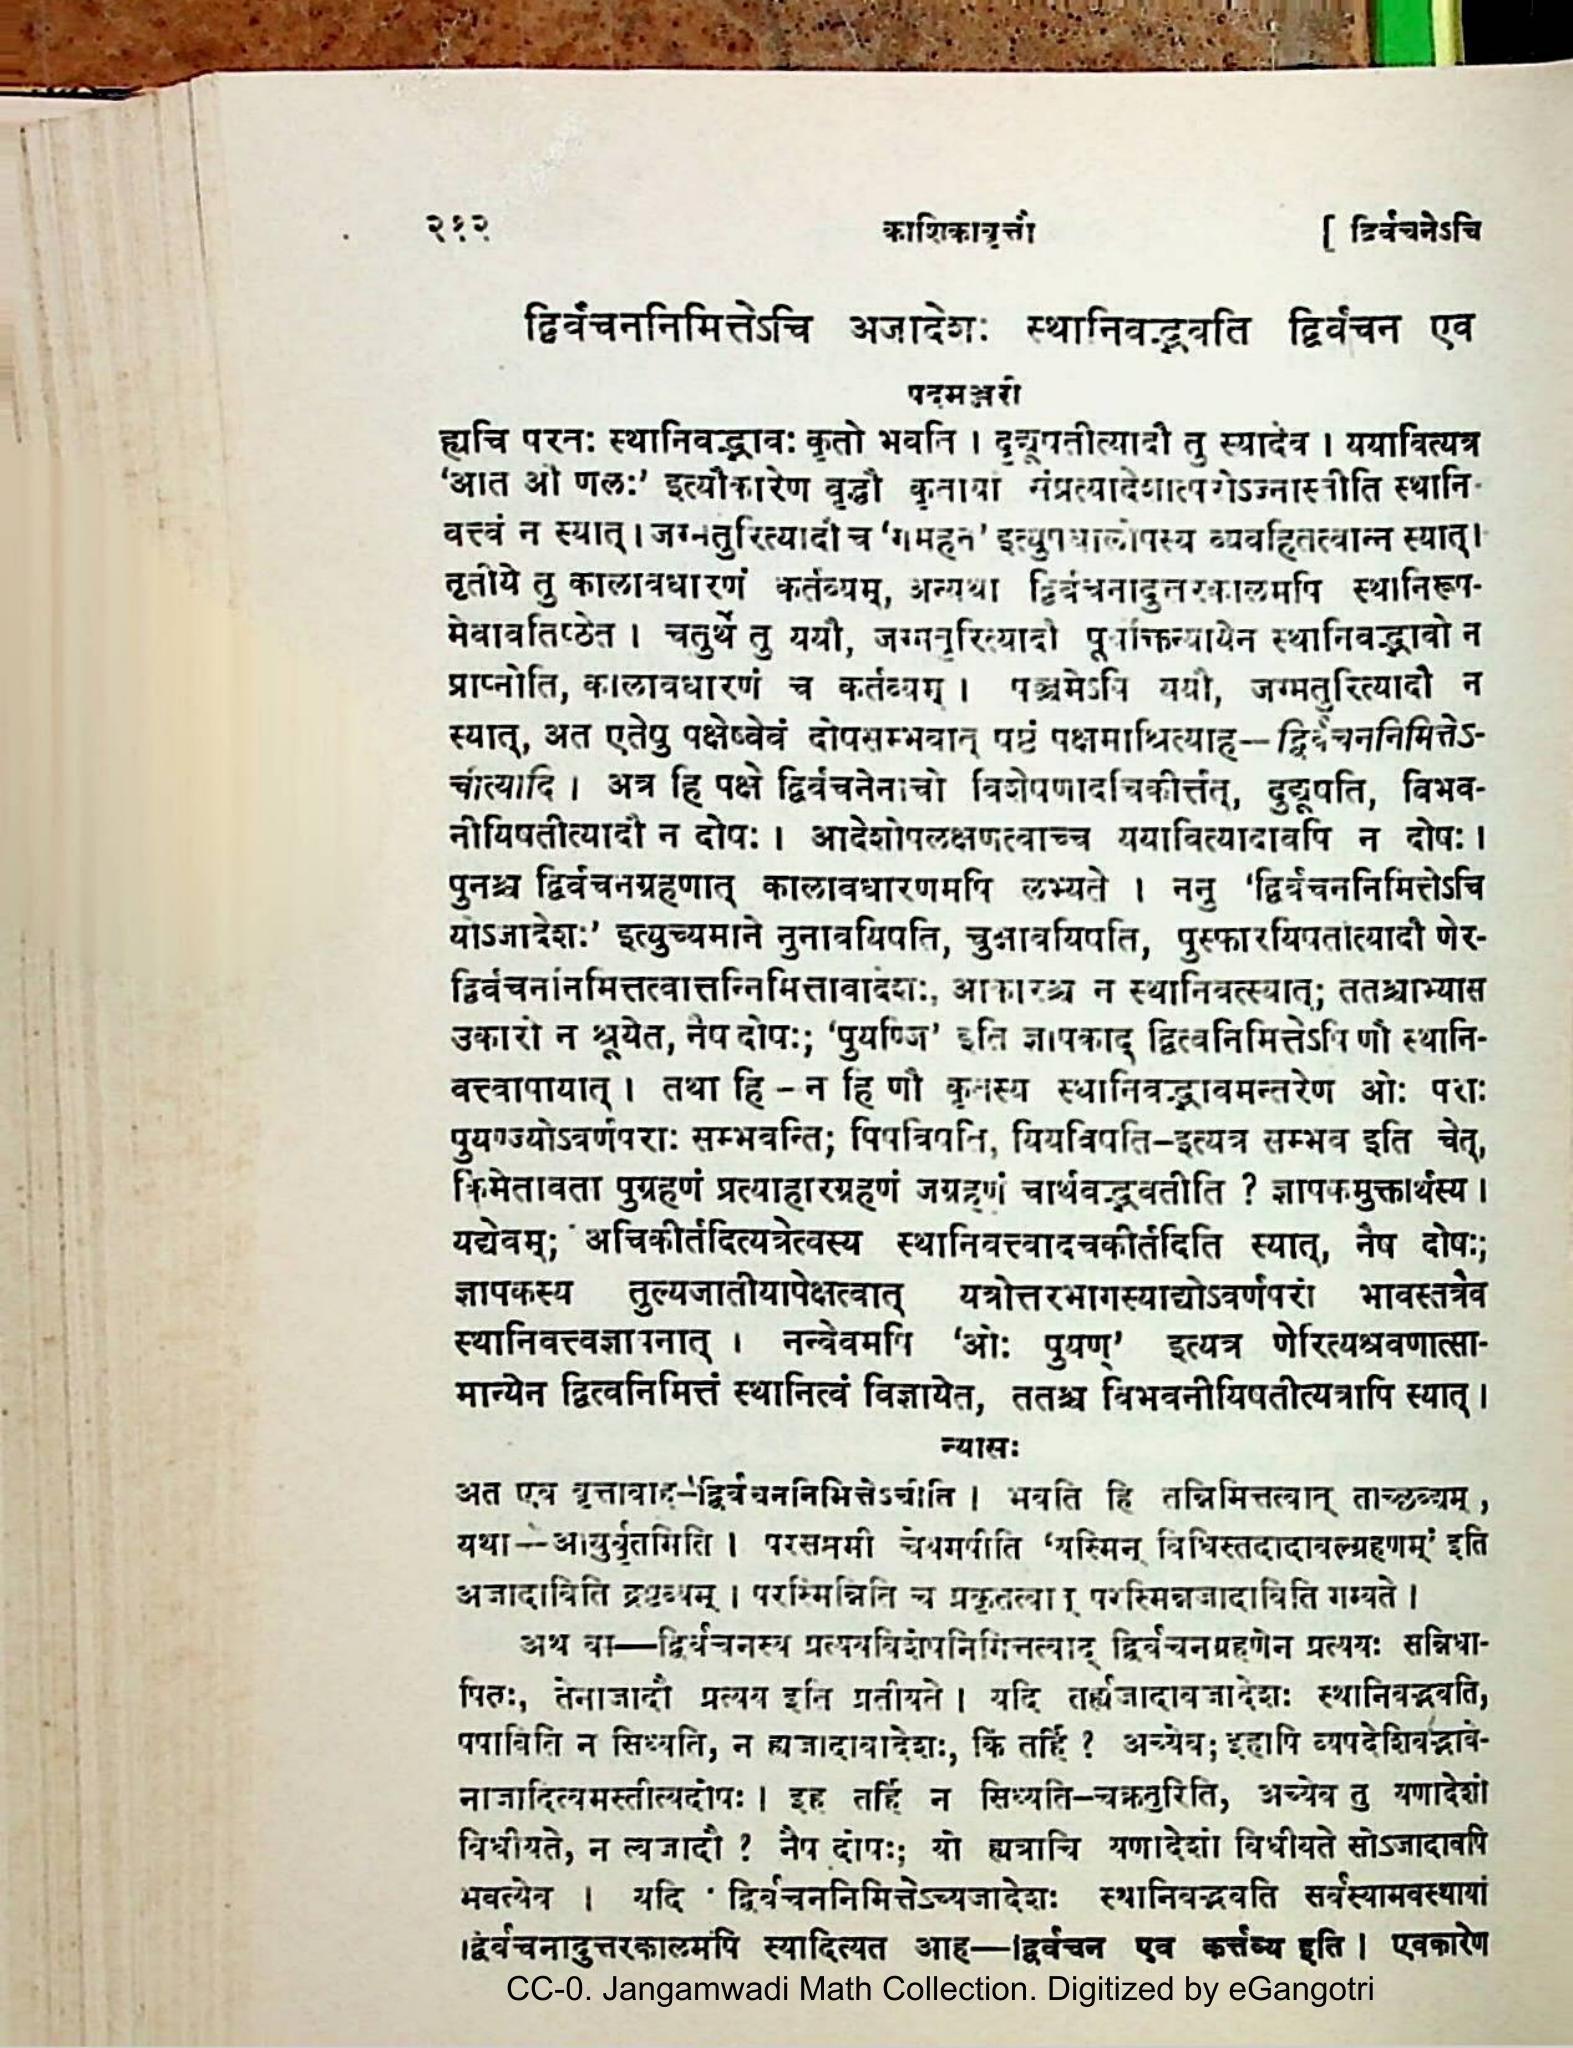 २१२ काशिकावृत्तौ [ द्विर्वचनेऽचि
द्विर्वचननिमित्तेऽचि अजादेशः स्थानिवद्भवति द्विर्वचन एव
पदमञ्जरी
ह्यचि परतः स्थानिवद्भावः कृतो भवति । दुद्यूषतीत्यादौ तु स्यादेव । ययावित्यत्र
‘आत औ णलः’ इत्यौकारेण वृद्धौ कृतायां संप्रत्यादेशात्परोऽज्नास्तीति स्थानि-
वत्त्वं न स्यात् । जग्मतुरित्यादौ च ‘गमहन’ इत्युपधालोपस्य व्यवहितत्वान्न स्यात् ।
तृतीये तु कालावधारणं कर्तव्यम्, अन्यथा द्विर्वचनादुत्तरकालमपि स्थानिरूप-
मेवावतिष्ठेत । चतुर्थे तु ययौ, जग्मतुरित्यादौ पूर्वोक्तन्यायेन स्थानिवद्भावो न
प्राप्नोति, कालावधारणं च कर्तव्यम् । पञ्चमेऽपि ययौ, जग्मतुरित्यादौ न
स्यात्, अत एतेषु पक्षेष्वेवं दोषसम्भवात् षष्ठं पक्षमाश्रित्याह—द्विर्वचननिमित्तेऽ-
चीत्यादि । अत्र हि पक्षे द्विर्वचनेनाचो विशेषणादचिकीर्त्तत्, दुद्यूषति, विभव-
नीयिषतीत्यादौ न दोषः । आदेशोपलक्षणत्वाच्च ययावित्यादावपि न दोषः ।
पुनश्च द्विर्वचनग्रहणात् कालावधारणमपि लभ्यते । ननु ‘द्विर्वचननिमित्तेऽचि
योऽजादेशः’ इत्युच्यमाने नुनावयिषति, चुक्षावयिषति, पुस्फारयिषतीत्यादौ णेर-
द्विर्वचननिमित्तत्वात्तन्निमित्तावादेशः, आकारश्च न स्थानिवत्स्यात्; ततश्चाभ्यास
उकारो न श्रूयेत, नैष दोषः; ‘पुयण्जि’ इति ज्ञापकाद् द्वित्वनिमित्तेऽपि णौ स्थानि-
वत्त्वापायात् । तथा हि – न हि णौ कृतस्य स्थानिवद्भावमन्तरेण ओः पराः
पुयण्ज्योऽवर्णपराः सम्भवन्ति; पिपविषति, यियविषति–इत्यत्र सम्भव इति चेत्,
किमेतावता पुग्रहणं प्रत्याहारग्रहणं जग्रहणं चार्थवद्भवतीति ? ज्ञापकमुक्तार्थस्य ।
यद्येवम्; अचिकीर्तदित्यत्रेत्वस्य स्थानिवत्त्वादचकीर्तदिति स्यात्, नैष दोषः;
ज्ञापकस्य तुल्यजातीयापेक्षत्वात् यत्रोत्तरभागस्याद्योऽवर्णपरो भावस्तत्रैव
स्थानिवत्त्वज्ञापनात् । नन्वेवमपि ‘ओः पुयण्’ इत्यत्र णेरित्यश्रवणात्सा-
मान्येन द्वित्वनिमित्तं स्थानित्वं विज्ञायेत, ततश्च विभवनीयिषतीत्यत्रापि स्यात् ।
न्यासः
अत एव वृत्तावाह–द्विर्वचननिमित्तेऽचीति । भवति हि तन्निमित्तत्वात् ताच्छब्द्यम्,
यथा—आयुर्घृतमिति । परसप्तमी चेयमपीति ‘यस्मिन् विधिस्तदादावल्ग्रहणम्’ इति
अजादाविति द्रष्टव्यम् । परस्मिन्निति च प्रकृतत्वात् परस्मिन्नजादाविति गम्यते ।
अथ वा—द्विर्वचनस्य प्रत्ययविशेषनिमित्तत्वाद् द्विर्वचनग्रहणेन प्रत्ययः सन्निधा-
पितः, तेनाजादौ प्रत्यय इति प्रतीयते । यदि तर्ह्यजादावजादेशः स्थानिवद्भवति,
पपाविति न सिध्यति, न ह्यजादावादेशः, किं तर्हि ? अच्येव; इहापि व्यपदेशिवद्भावे-
नाजादित्वमस्तीत्यदोषः । इह तर्हि न सिध्यति–चक्रतुरिति, अच्येव तु यणादेशो
विधीयते, न त्वजादौ ? नैष दोषः; यो ह्यत्राचि यणादेशो विधीयते सोऽजादावपि
भवत्येव । यदि द्विर्वचननिमित्तेऽच्यजादेशः स्थानिवद्भवति सर्वस्यामवस्थायां
द्विर्वचनादुत्तरकालमपि स्यादित्यत आह—द्विर्वचन एव कर्त्तव्य इति । एवकारेण
CC-0. Jangamwadi Math Collection. Digitized by eGangotri